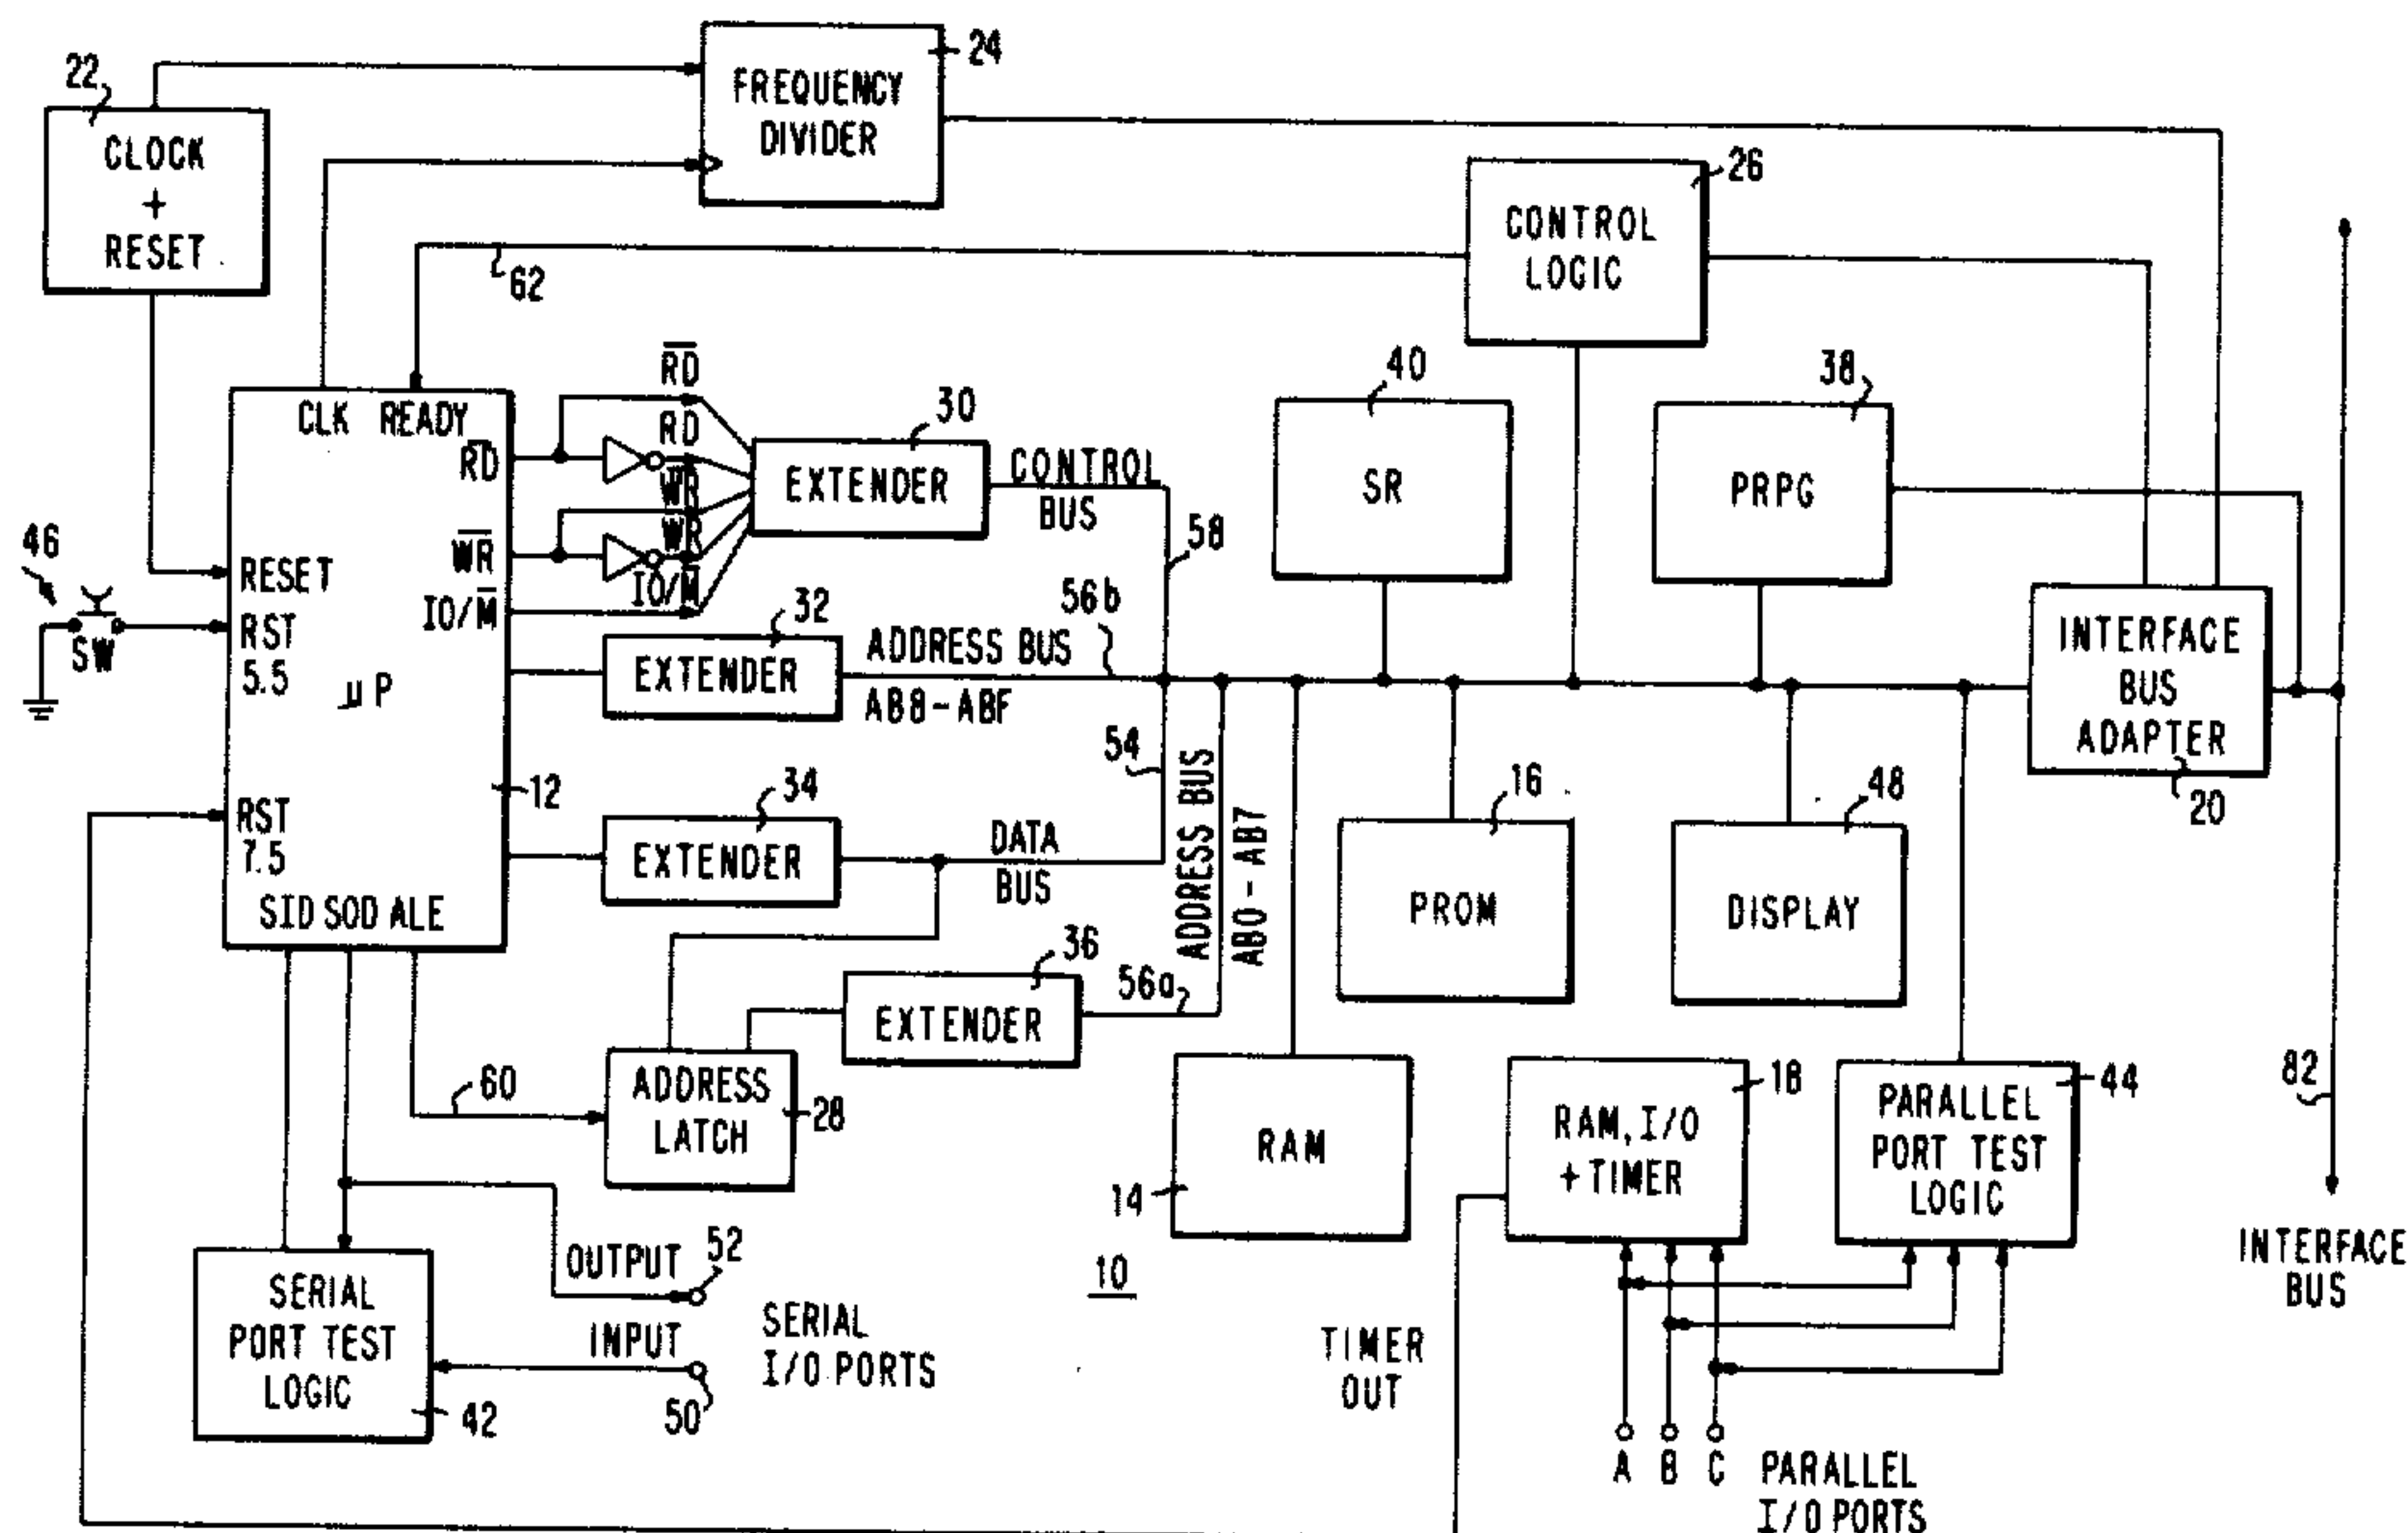 22
CLOCK
+
RESET
FREQUENCY
DIVIDER
24
CONTROL
LOGIC
26
62
CLK READY
R̅D̅
W̅R̅
IO/M̅
RESET
RST
5.5
µP
RST
7.5
SID SOD ALE
12
46
SW
R̅D̅
RD
W̅R̅
WR
IO/M̅
EXTENDER
30
CONTROL
BUS
58
EXTENDER
32
ADDRESS BUS
AB8-ABF
56b
EXTENDER
34
DATA
BUS
54
ADDRESS BUS
AB0-AB7
EXTENDER
36
56a
ADDRESS
LATCH
28
60
SR
40
PRPG
38
INTERFACE
BUS
ADAPTER
20
PROM
16
DISPLAY
48
RAM
14
RAM, I/O
+ TIMER
18
PARALLEL
PORT TEST
LOGIC
44
82
INTERFACE
BUS
SERIAL
PORT TEST
LOGIC
42
OUTPUT
52
INPUT
50
SERIAL
I/O PORTS
10
TIMER
OUT
A B C
PARALLEL
I/O PORTS